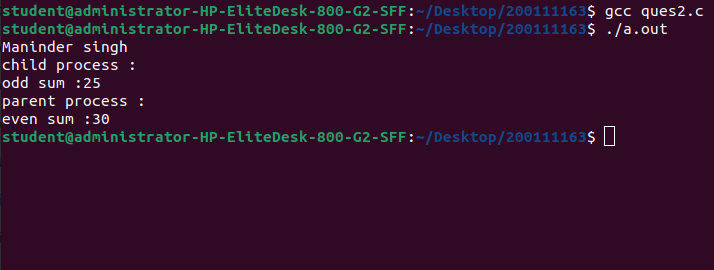 student@administrator-HP-EliteDesk-800-G2-SFF:~/Desktop/200111163$ gcc ques2.c
student@administrator-HP-EliteDesk-800-G2-SFF:~/Desktop/200111163$ ./a.out
Maninder singh
child process :
odd sum :25
parent process :
even sum :30
student@administrator-HP-EliteDesk-800-G2-SFF:~/Desktop/200111163$